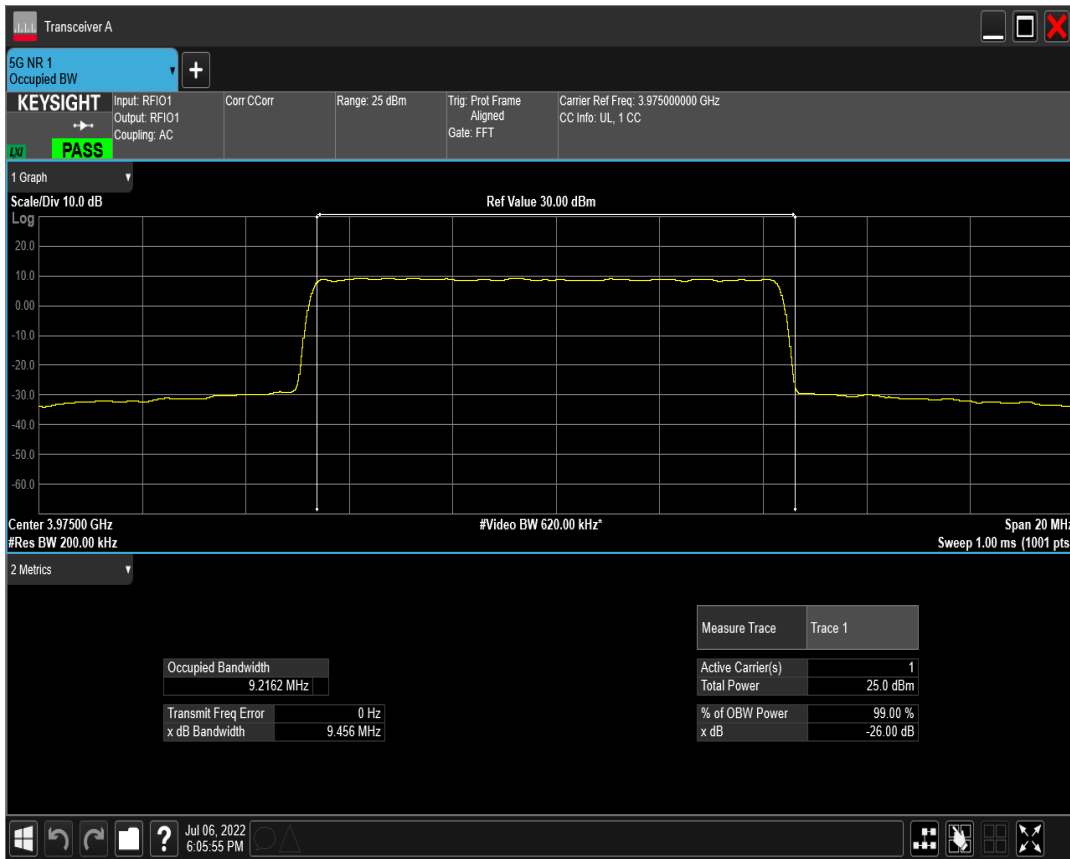 Transceiver A
5G NR 1
Occupied BW
+
KEYSIGHT
LXI
PASS
Input: RFIO1
Output: RFIO1
Coupling: AC
Corr CCorr
Range: 25 dBm
Trig: Prot Frame
Aligned
Gate: FFT
Carrier Ref Freq: 3.975000000 GHz
CC Info: UL, 1 CC
1 Graph
Scale/Div 10.0 dB
Ref Value 30.00 dBm
Log
20.0
10.0
0.00
-10.0
-20.0
-30.0
-40.0
-50.0
-60.0
Center 3.97500 GHz
#Video BW 620.00 kHz*
Span 20 MHz
#Res BW 200.00 kHz
Sweep 1.00 ms (1001 pts
2 Metrics
Measure Trace Trace 1
Occupied Bandwidth
9.2162 MHz
Active Carrier(s) 1
Total Power 25.0 dBm
Transmit Freq Error 0 Hz
x dB Bandwidth 9.456 MHz
% of OBW Power 99.00 %
x dB -26.00 dB
?
Jul 06, 2022
6:05:55 PM